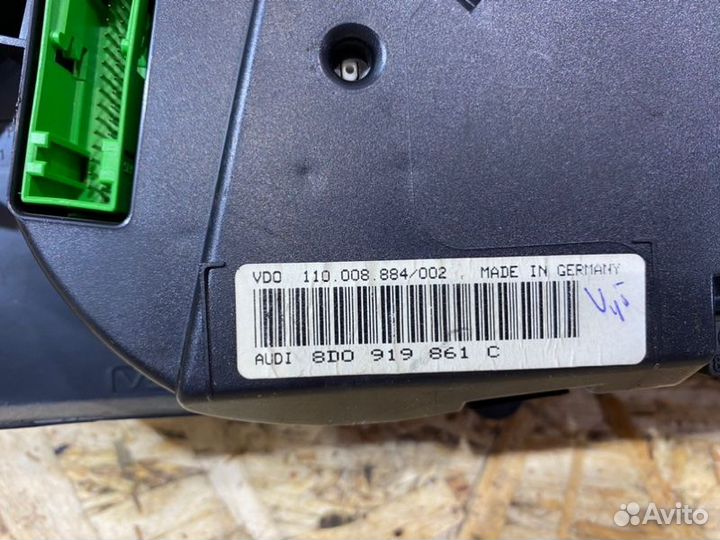 VDO 110.008.884/002 MADE IN GERMANY
AUDI 8D0 919 861 C
Avito